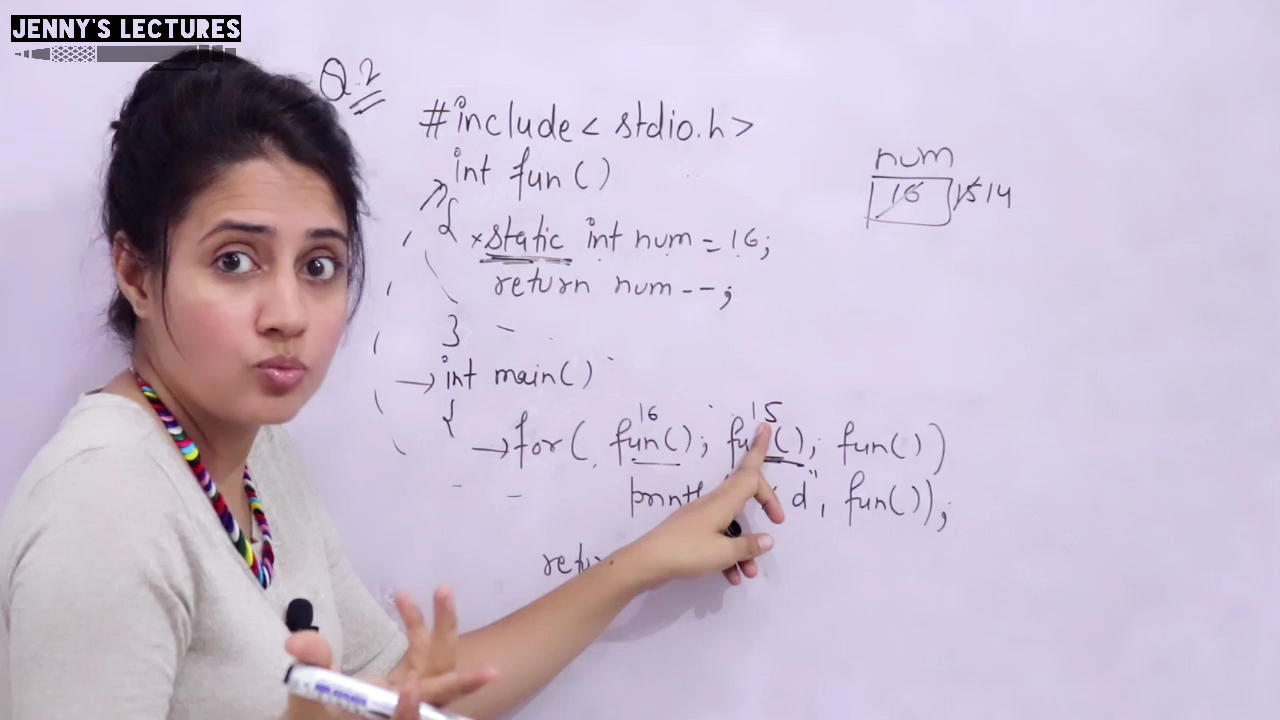 JENNY'S LECTURES
Q.2
#include< stdio.h>
int fun()
{
static int num = 16;
return num--;
}
int main()
{
16 15
for( fun(); fun(); fun())
d", fun());
num
16 15 14